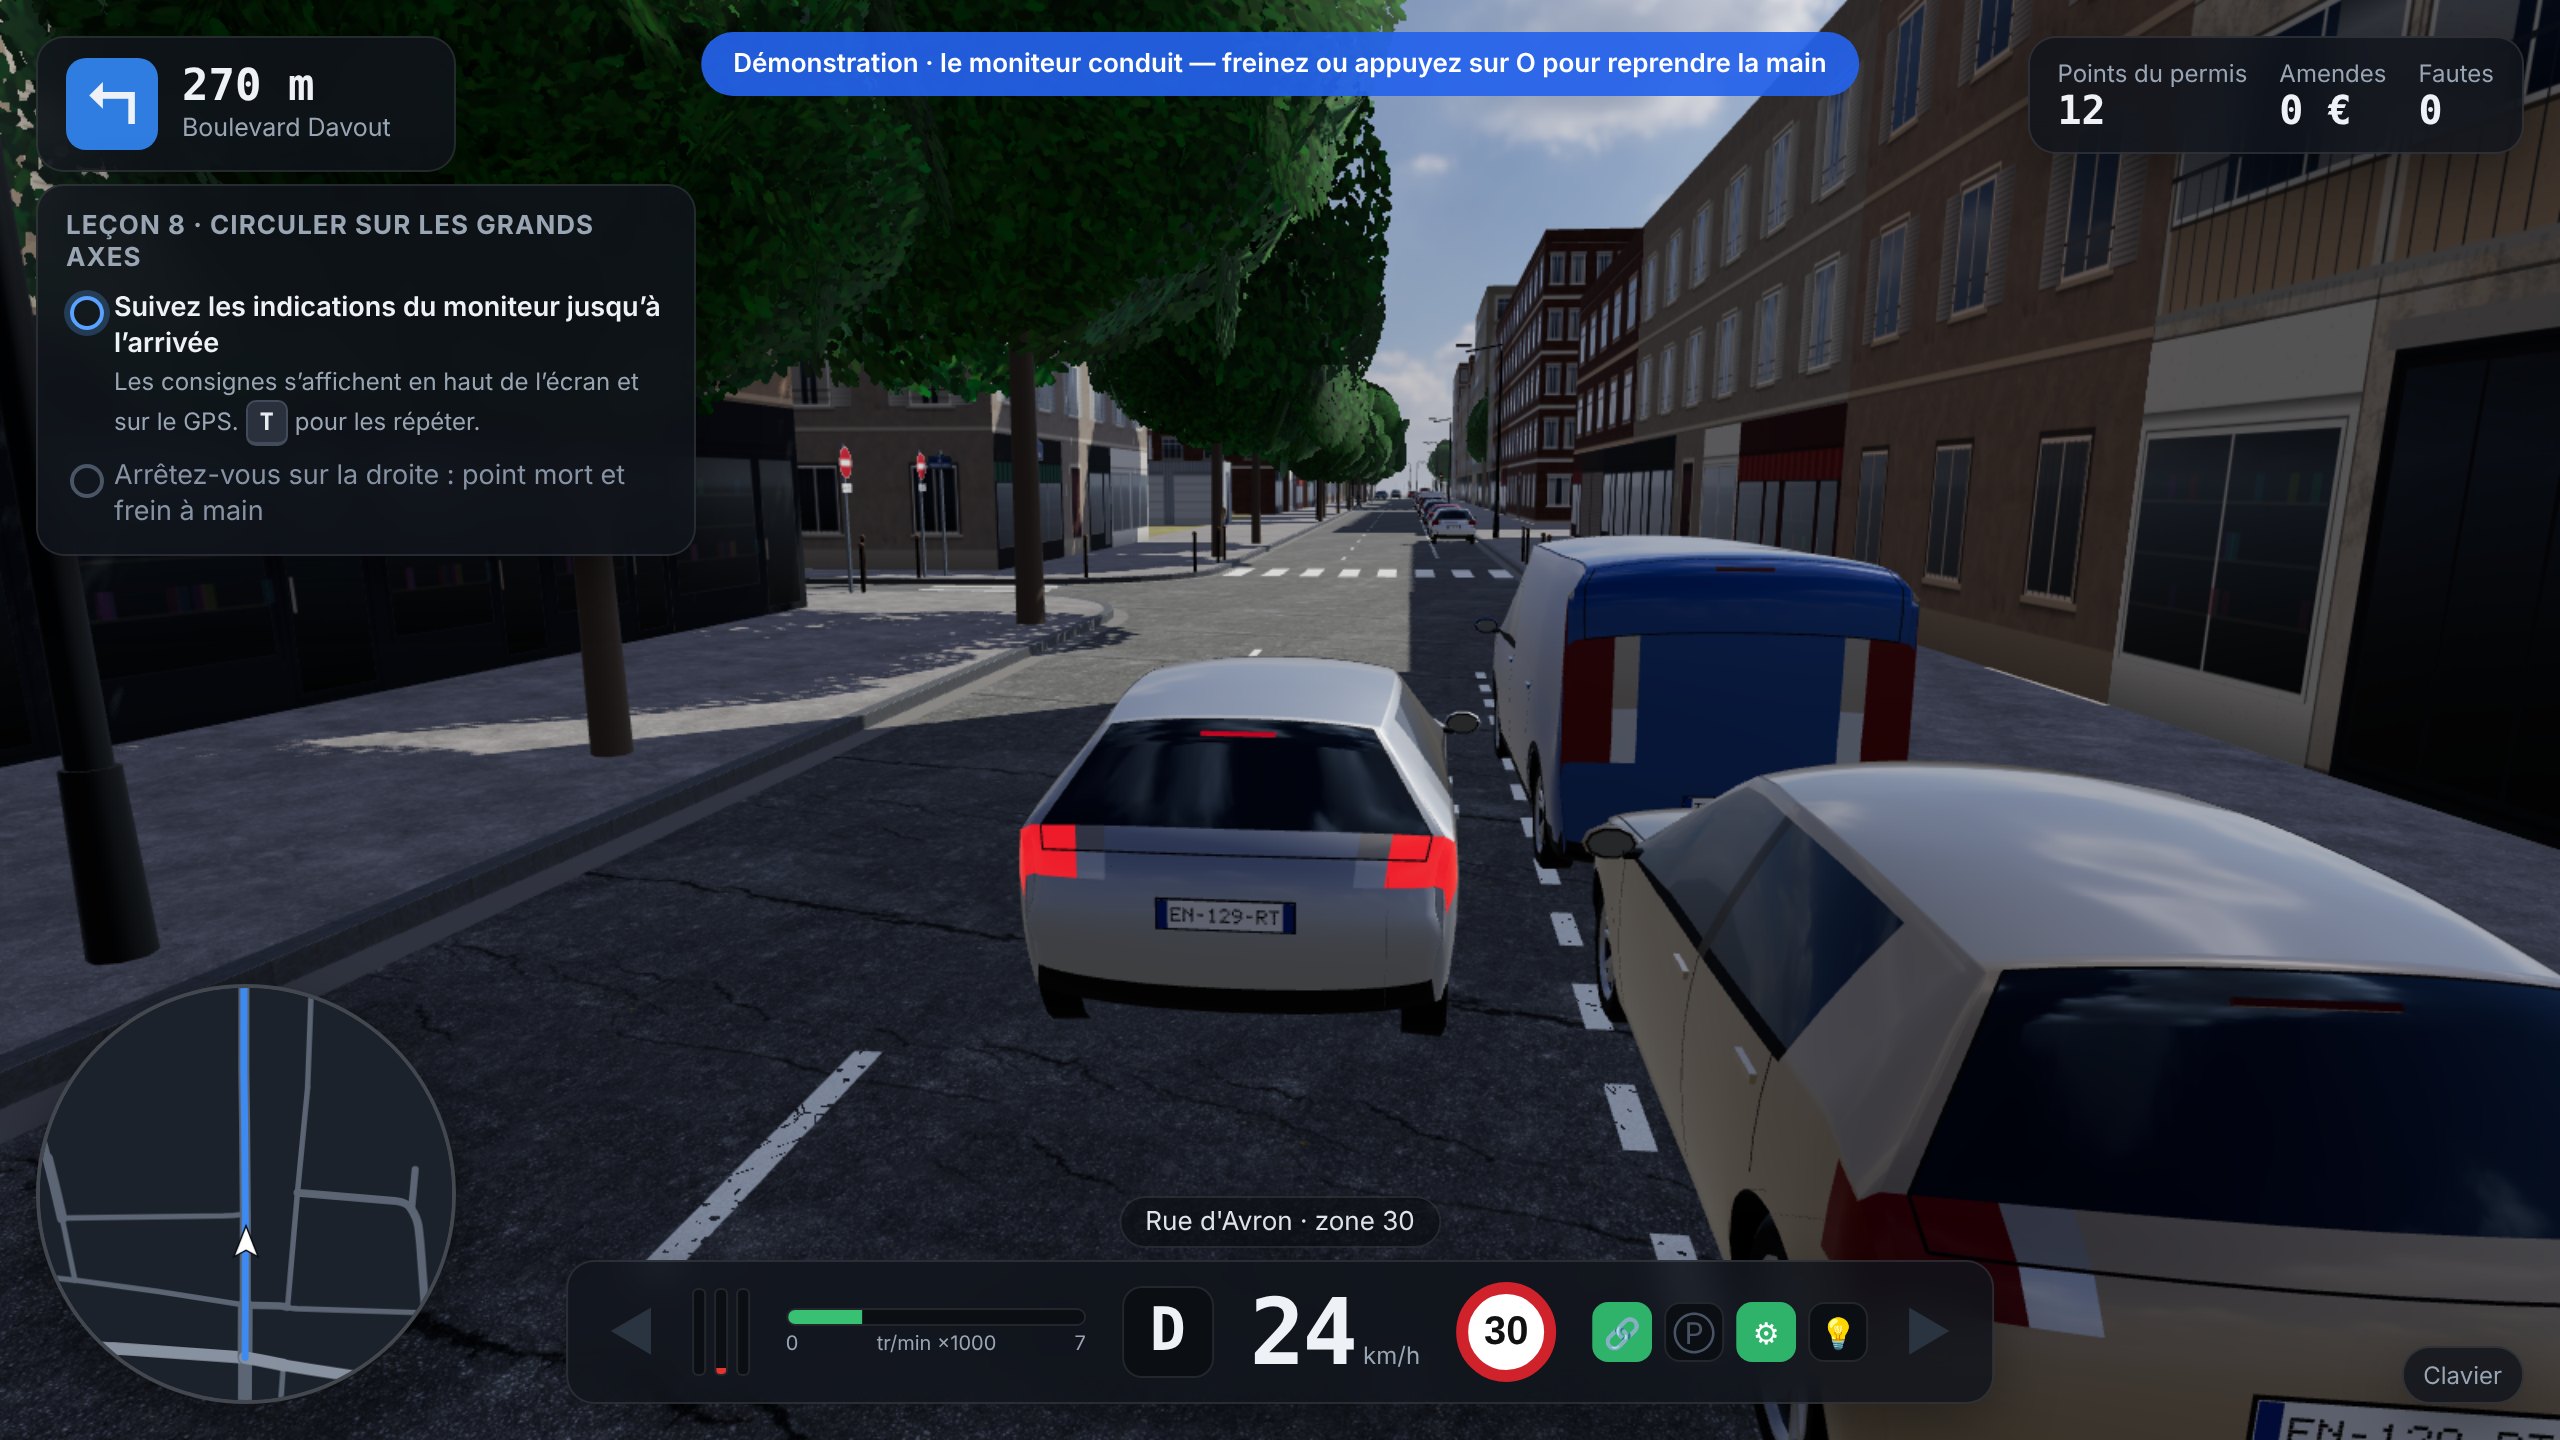 270 m
Boulevard Davout
Démonstration · le moniteur conduit — freinez ou appuyez sur O pour reprendre la main
Points du permis
12
Amendes
0 €
Fautes
0
LEÇON 8 · CIRCULER SUR LES GRANDS
AXES
Suivez les indications du moniteur jusqu’à
l’arrivée
Les consignes s’affichent en haut de l’écran et
sur le GPS. T pour les répéter.
Arrêtez-vous sur la droite : point mort et
frein à main
EN-129-RT
Rue d'Avron · zone 30
0
tr/min ×1000
7
D
24 km/h
30
P
Clavier